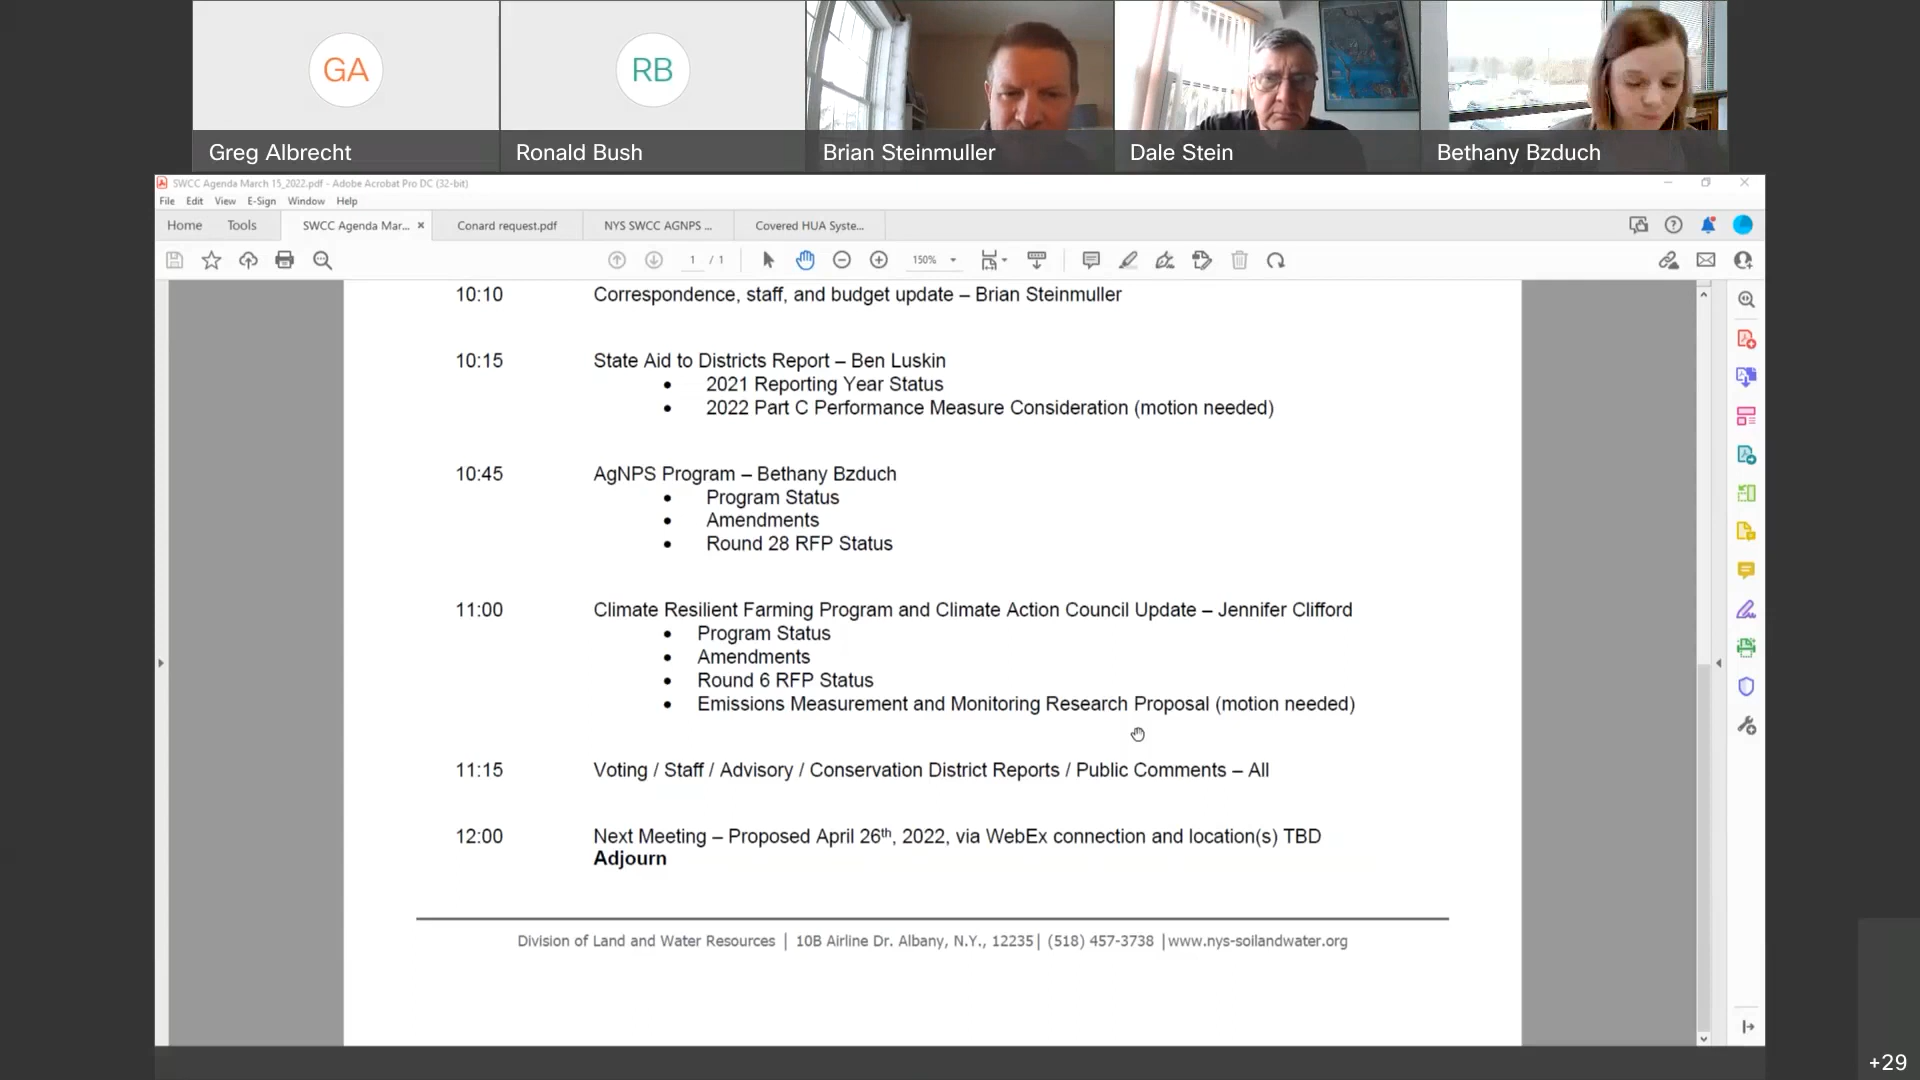 GA
RB
Greg Albrecht
Ronald Bush
Brian Steinmuller
Dale Stein
Bethany Bzduch
SWCC Agenda March 15_2022.pdf - Adobe Acrobat Pro DC (32-bit)
File Edit View E-Sign Window Help
Home Tools SWCC Agenda Mar... × Conard request.pdf NYS SWCC AGNPS ... Covered HUA Syste...
1 / 1 150%
10:10 Correspondence, staff, and budget update – Brian Steinmuller
10:15 State Aid to Districts Report – Ben Luskin
• 2021 Reporting Year Status
• 2022 Part C Performance Measure Consideration (motion needed)
10:45 AgNPS Program – Bethany Bzduch
• Program Status
• Amendments
• Round 28 RFP Status
11:00 Climate Resilient Farming Program and Climate Action Council Update – Jennifer Clifford
• Program Status
• Amendments
• Round 6 RFP Status
• Emissions Measurement and Monitoring Research Proposal (motion needed)
11:15 Voting / Staff / Advisory / Conservation District Reports / Public Comments – All
12:00 Next Meeting – Proposed April 26th, 2022, via WebEx connection and location(s) TBD
Adjourn
Division of Land and Water Resources | 10B Airline Dr. Albany, N.Y., 12235| (518) 457-3738 |www.nys-soilandwater.org
+29